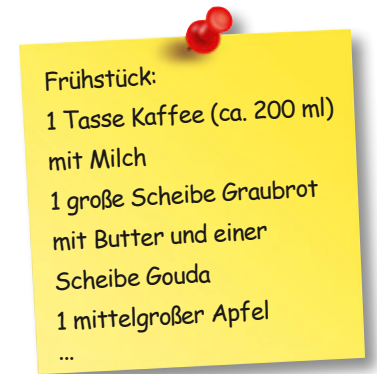 Frühstück:
1 Tasse Kaffee (ca. 200 ml)
mit Milch
1 große Scheibe Graubrot
mit Butter und einer
Scheibe Gouda
1 mittelgroßer Apfel
...